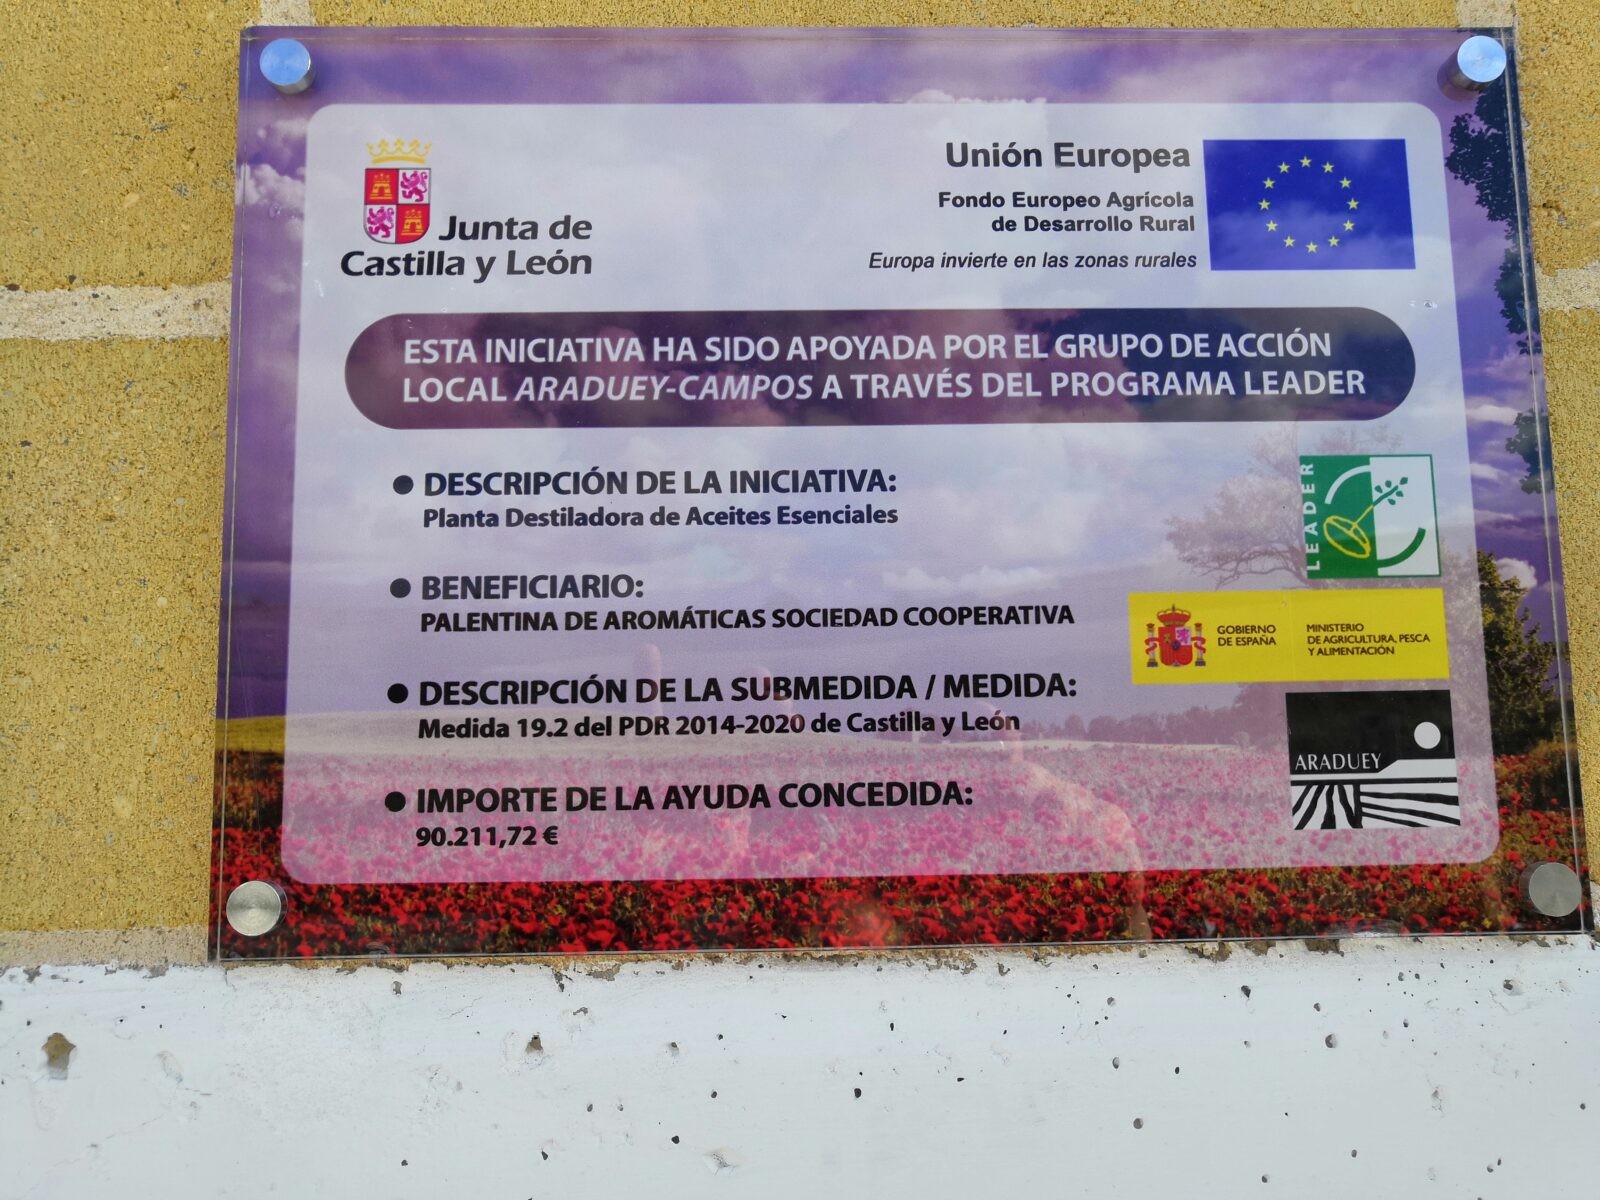 Junta de
Castilla y León
Unión Europea
Fondo Europeo Agrícola
de Desarrollo Rural
Europa invierte en las zonas rurales
ESTA INICIATIVA HA SIDO APOYADA POR EL GRUPO DE ACCIÓN
LOCAL ARADUEY-CAMPOS A TRAVÉS DEL PROGRAMA LEADER
● DESCRIPCIÓN DE LA INICIATIVA:
Planta Destiladora de Aceites Esenciales
● BENEFICIARIO:
PALENTINA DE AROMÁTICAS SOCIEDAD COOPERATIVA
● DESCRIPCIÓN DE LA SUBMEDIDA / MEDIDA:
Medida 19.2 del PDR 2014-2020 de Castilla y León
● IMPORTE DE LA AYUDA CONCEDIDA:
90.211,72 €
LEADER
GOBIERNO
DE ESPAÑA
MINISTERIO
DE AGRICULTURA, PESCA
Y ALIMENTACIÓN
ARADUEY